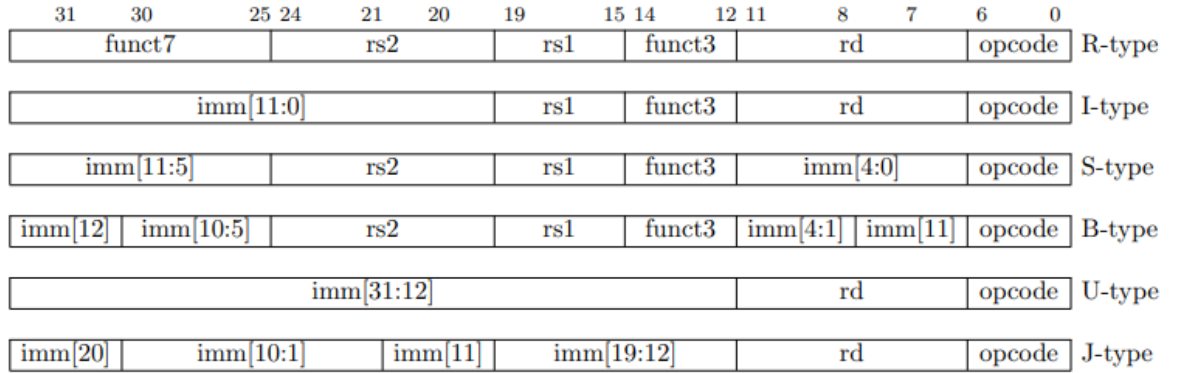 31 30 25 24 21 20 19 15 14 12 11 8 7 6 0
funct7 rs2 rs1 funct3 rd opcode R-type
imm[11:0] rs1 funct3 rd opcode I-type
imm[11:5] rs2 rs1 funct3 imm[4:0] opcode S-type
imm[12] imm[10:5] rs2 rs1 funct3 imm[4:1] imm[11] opcode B-type
imm[31:12] rd opcode U-type
imm[20] imm[10:1] imm[11] imm[19:12] rd opcode J-type